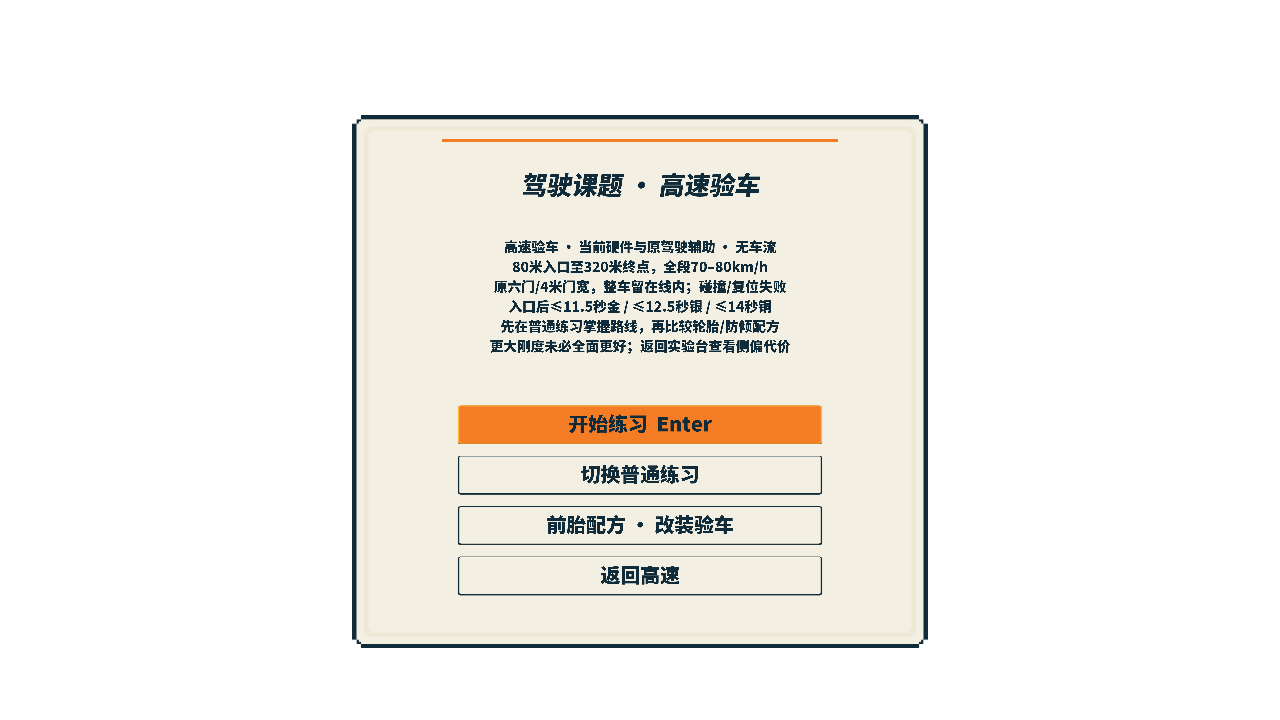 驾驶课题 · 高速验车
高速验车 · 当前硬件与原驾驶辅助 · 无车流
80米入口至320米终点，全段70–80km/h
原六门/4米门宽，整车留在线内；碰撞/复位失败
入口后≤11.5秒金 / ≤12.5秒银 / ≤14秒铜
先在普通练习掌握路线，再比较轮胎/防倾配方
更大刚度未必全面更好；返回实验台查看侧偏代价
开始练习 Enter
切换普通练习
前胎配方 · 改装验车
返回高速